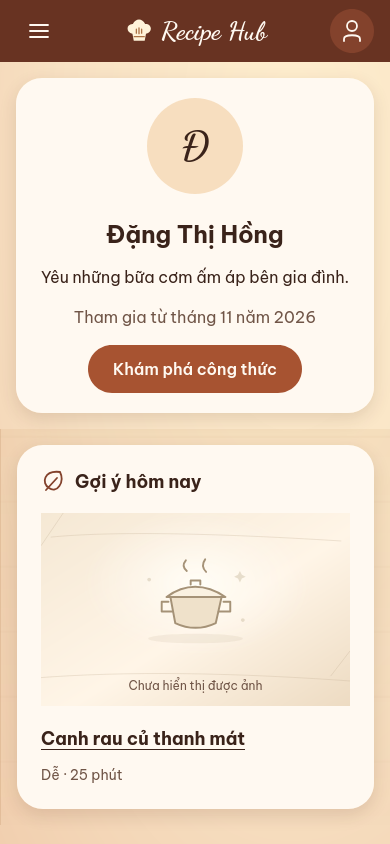 Recipe Hub
Đ
Đặng Thị Hồng
Yêu những bữa cơm ấm áp bên gia đình.
Tham gia từ tháng 11 năm 2026
Khám phá công thức
Gợi ý hôm nay
Chưa hiển thị được ảnh
Canh rau củ thanh mát
Dễ · 25 phút